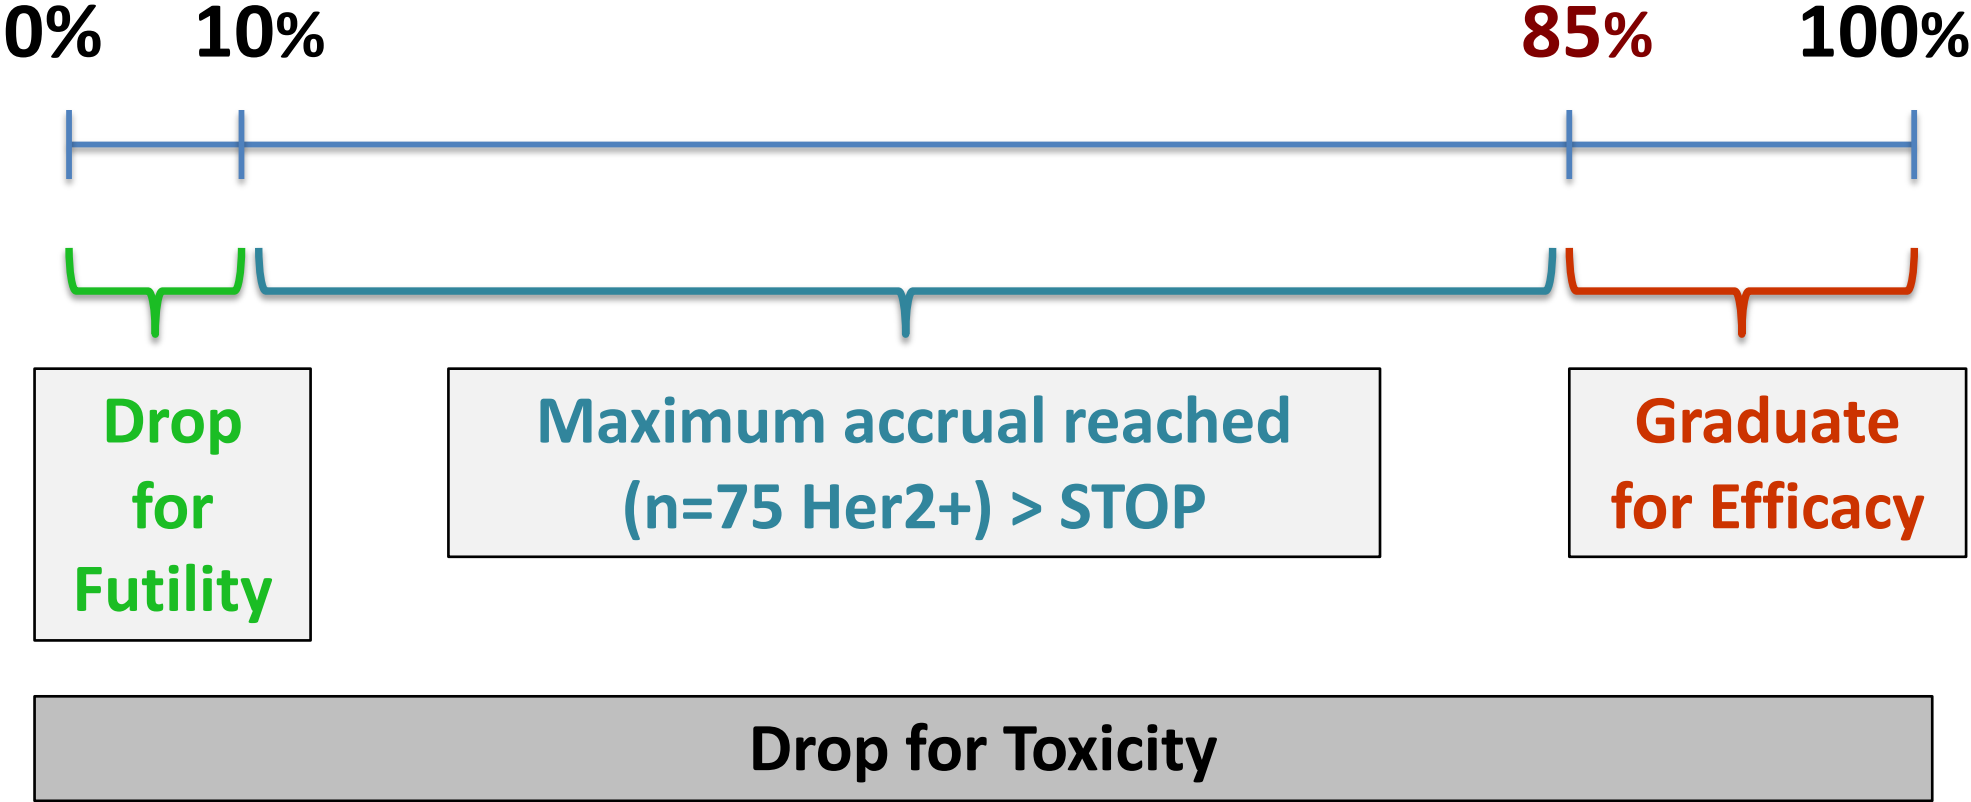 0% 10% 85% 100%
Drop
for
Futility
Maximum accrual reached
(n=75 Her2+) > STOP
Graduate
for Efficacy
Drop for Toxicity